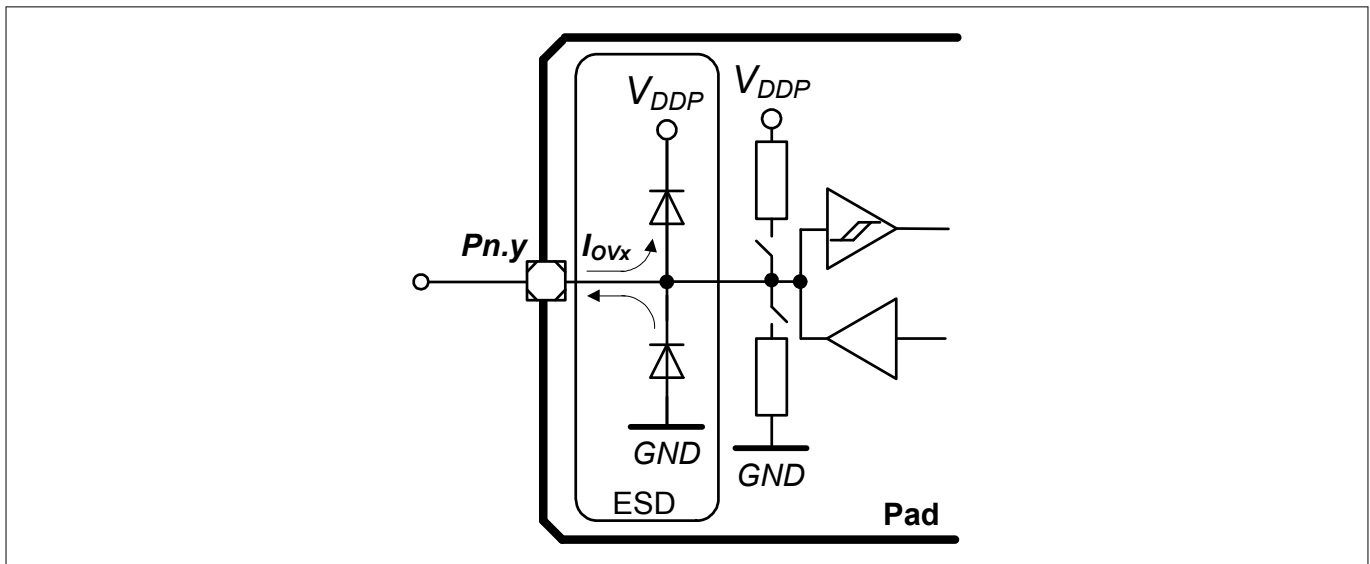 V_DDP
V_DDP
Pn.y
I_OVx
GND
GND
ESD
Pad